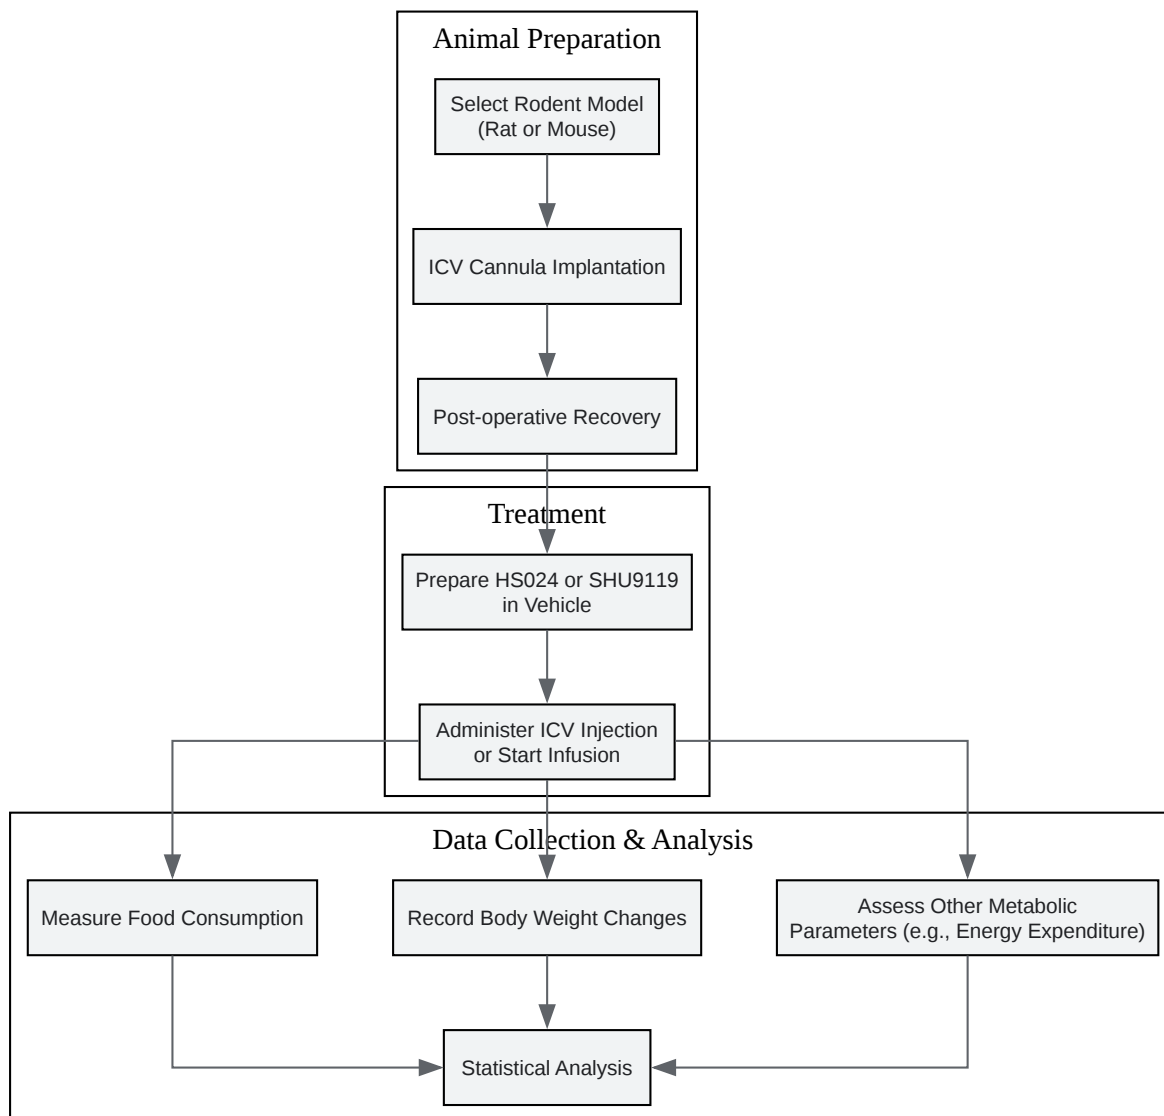 Animal Preparation
Select Rodent Model
(Rat or Mouse)
ICV Cannula Implantation
Post-operative Recovery
Treatment
Prepare HS024 or SHU9119
in Vehicle
Administer ICV Injection
or Start Infusion
Data Collection & Analysis
Measure Food Consumption
Record Body Weight Changes
Assess Other Metabolic
Parameters (e.g., Energy Expenditure)
Statistical Analysis